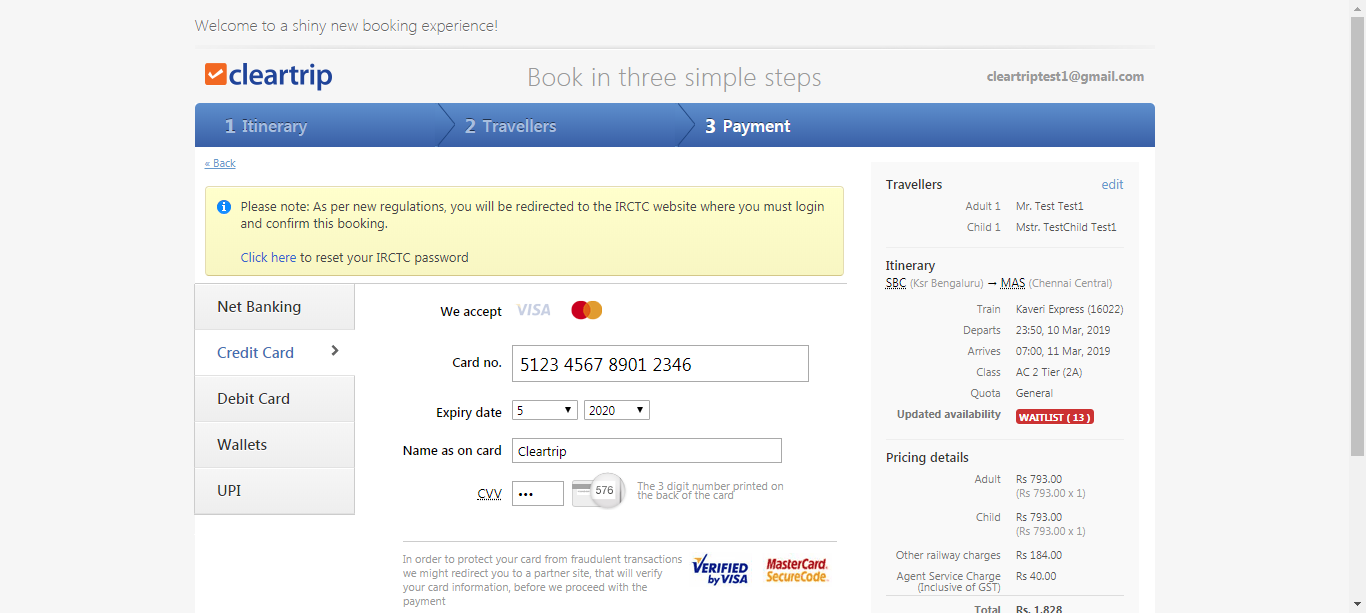 Welcome to a shiny new booking experience!
cleartrip
Book in three simple steps
cleartriptest1@gmail.com
1 Itinerary
2 Travellers
3 Payment
« Back
Please note: As per new regulations, you will be redirected to the IRCTC website where you must login
and confirm this booking.
Click here to reset your IRCTC password
Net Banking
Credit Card
Debit Card
Wallets
UPI
We accept VISA
Card no. 5123 4567 8901 2346
Expiry date 5 2020
Name as on card Cleartrip
CVV ••• 576 The 3 digit number printed on
the back of the card
In order to protect your card from fraudulent transactions
we might redirect you to a partner site, that will verify
your card information, before we proceed with the
payment
VERIFIED
by VISA
MasterCard.
SecureCode.
Travellers edit
Adult 1 Mr. Test Test1
Child 1 Mstr. TestChild Test1
Itinerary
SBC (Ksr Bengaluru) → MAS (Chennai Central)
Train Kaveri Express (16022)
Departs 23:50, 10 Mar, 2019
Arrives 07:00, 11 Mar, 2019
Class AC 2 Tier (2A)
Quota General
Updated availability WAITLIST ( 13 )
Pricing details
Adult Rs 793.00
(Rs 793.00 x 1)
Child Rs 793.00
(Rs 793.00 x 1)
Other railway charges Rs 184.00
Agent Service Charge Rs 40.00
(Inclusive of GST)
Total Rs. 1,828